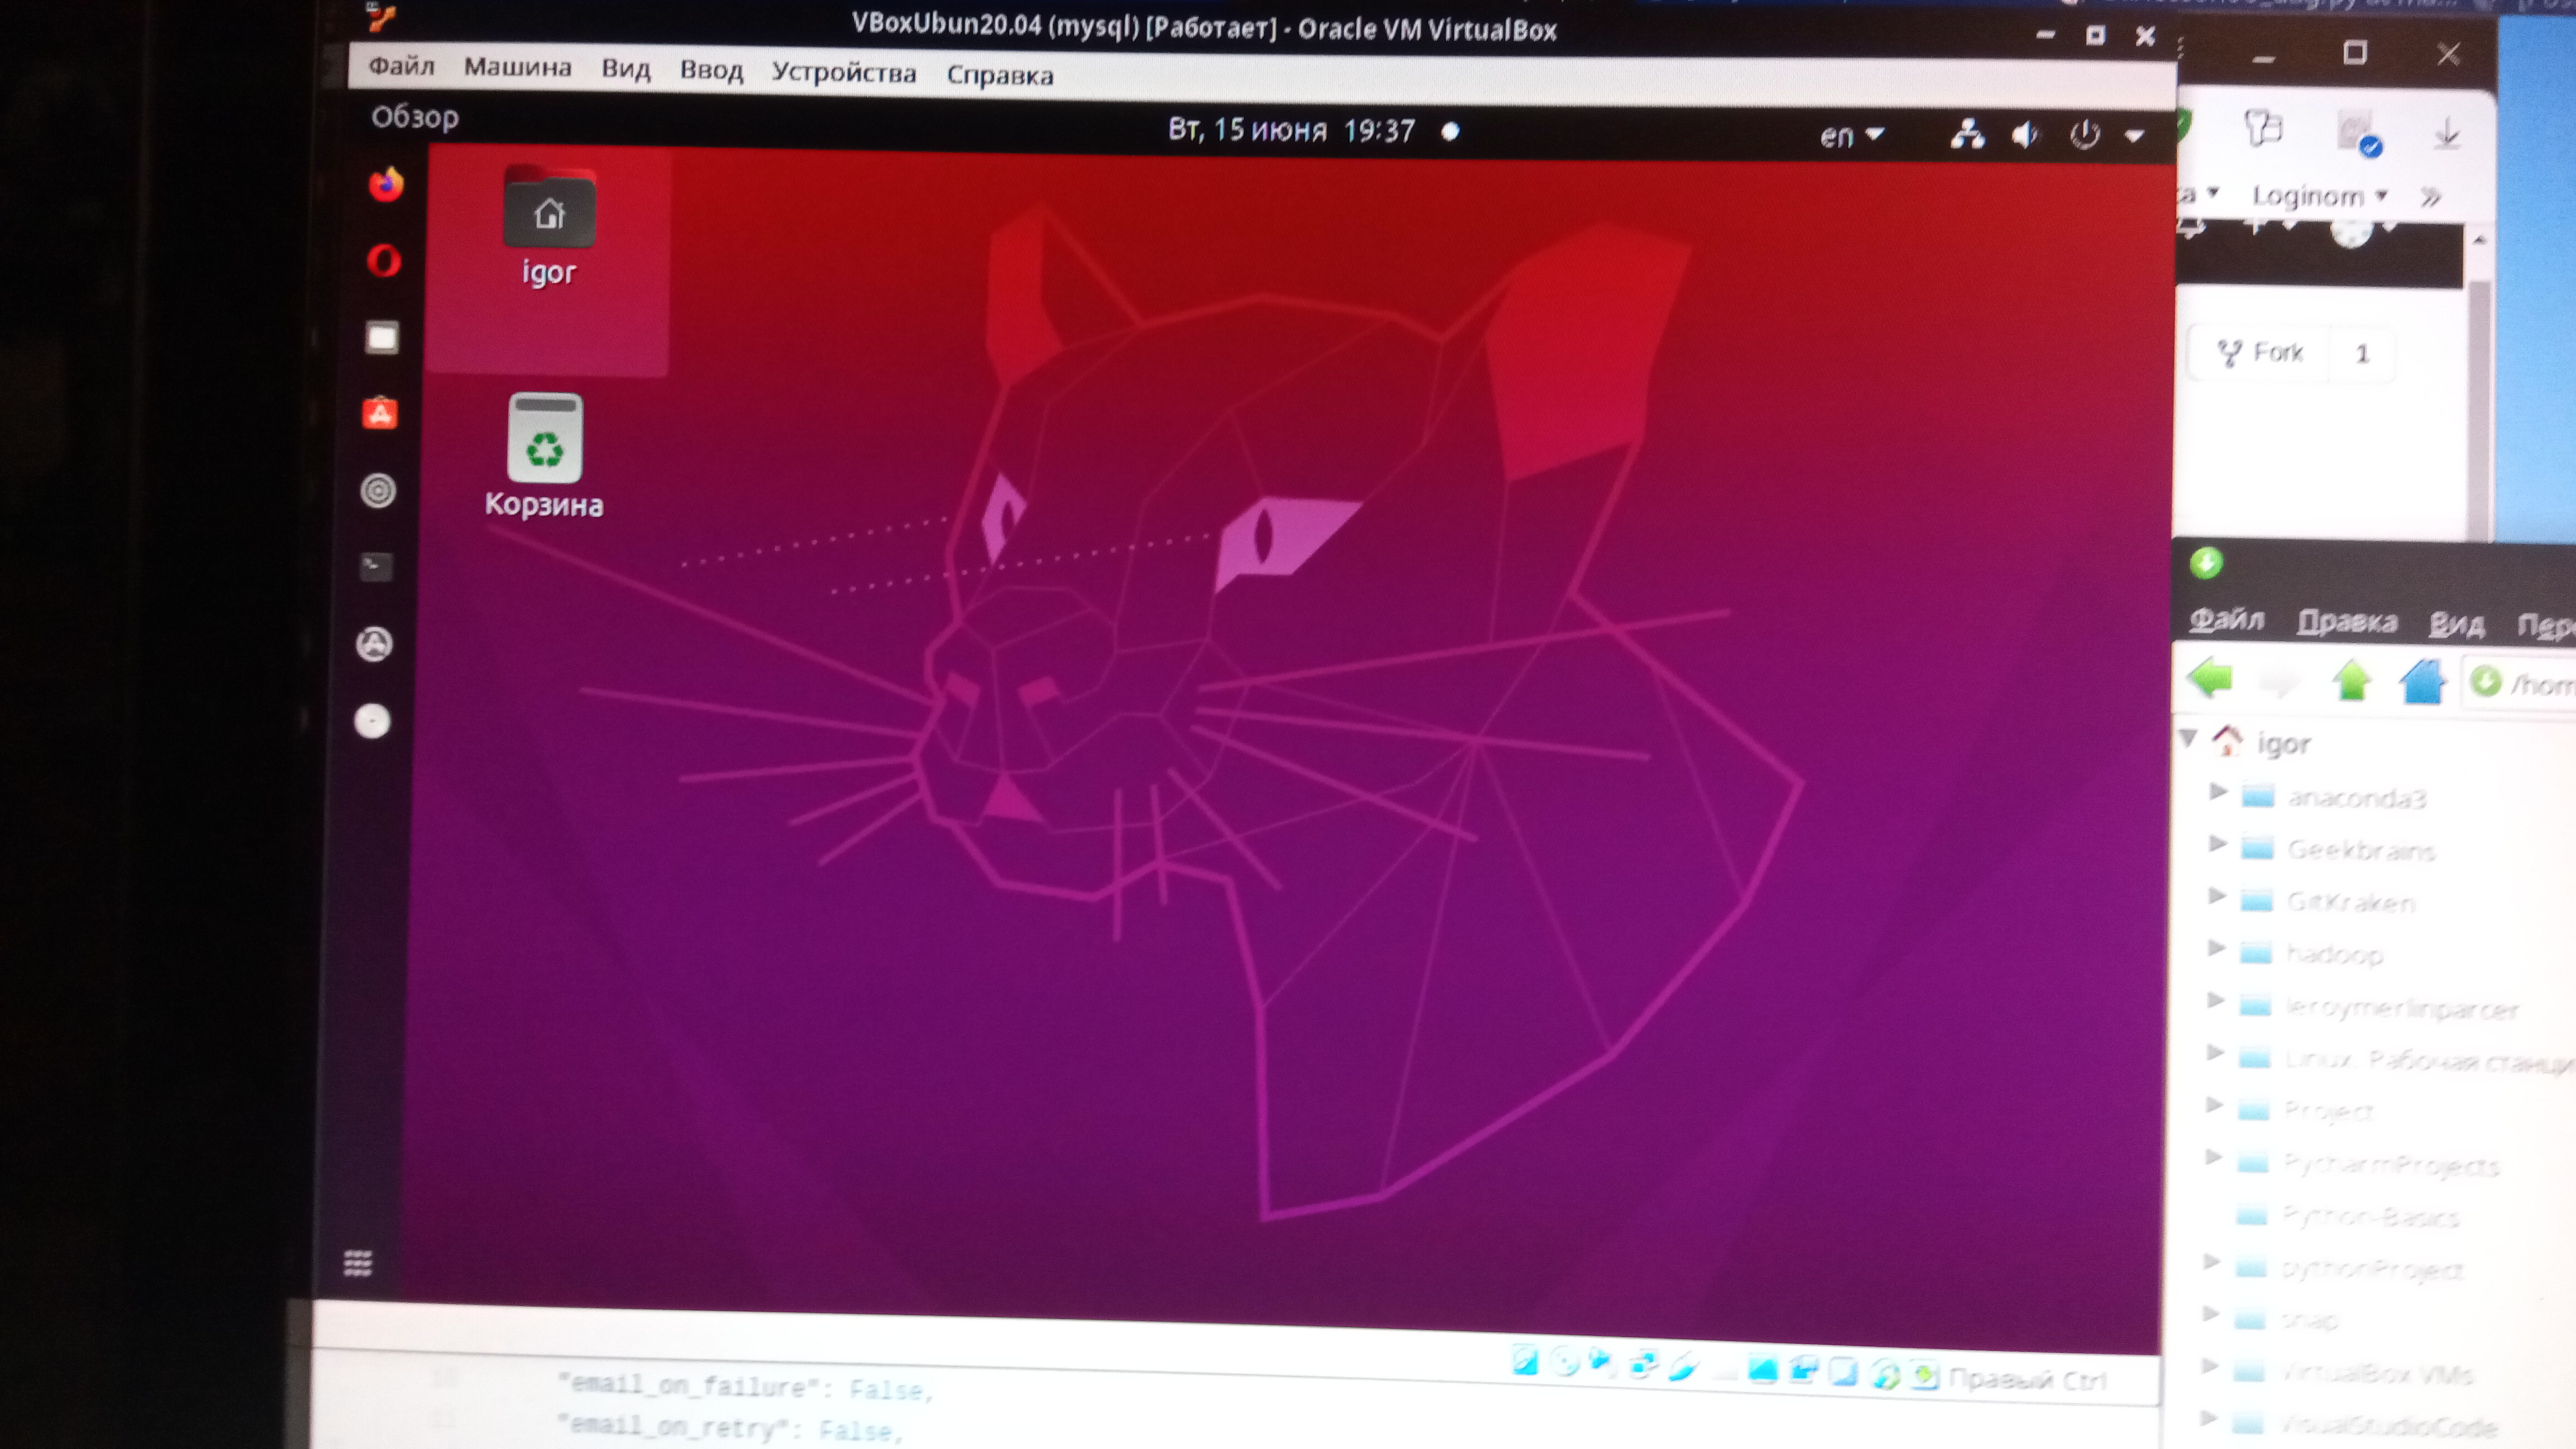 VBoxUbun20.04 (mysql) [Работает] - Oracle VM VirtualBox
Файл Машина Вид Ввод Устройства Справка
Обзор
Вт, 15 июня 19:37
en
igor
Корзина
Loginom
Fork 1
Файл Правка Вид
/hom
igor
anaconda3
Geekbrains
GitKraken
hadoop
leroymerlinparcer
Linux. Рабочая станци
Project
PycharmProjects
Python-Basics
pythonProject
snap
VirtualBox VMs
VisualStudioCode
Правый Ctrl
"email_on_failure": False,
"email_on_retry": False,